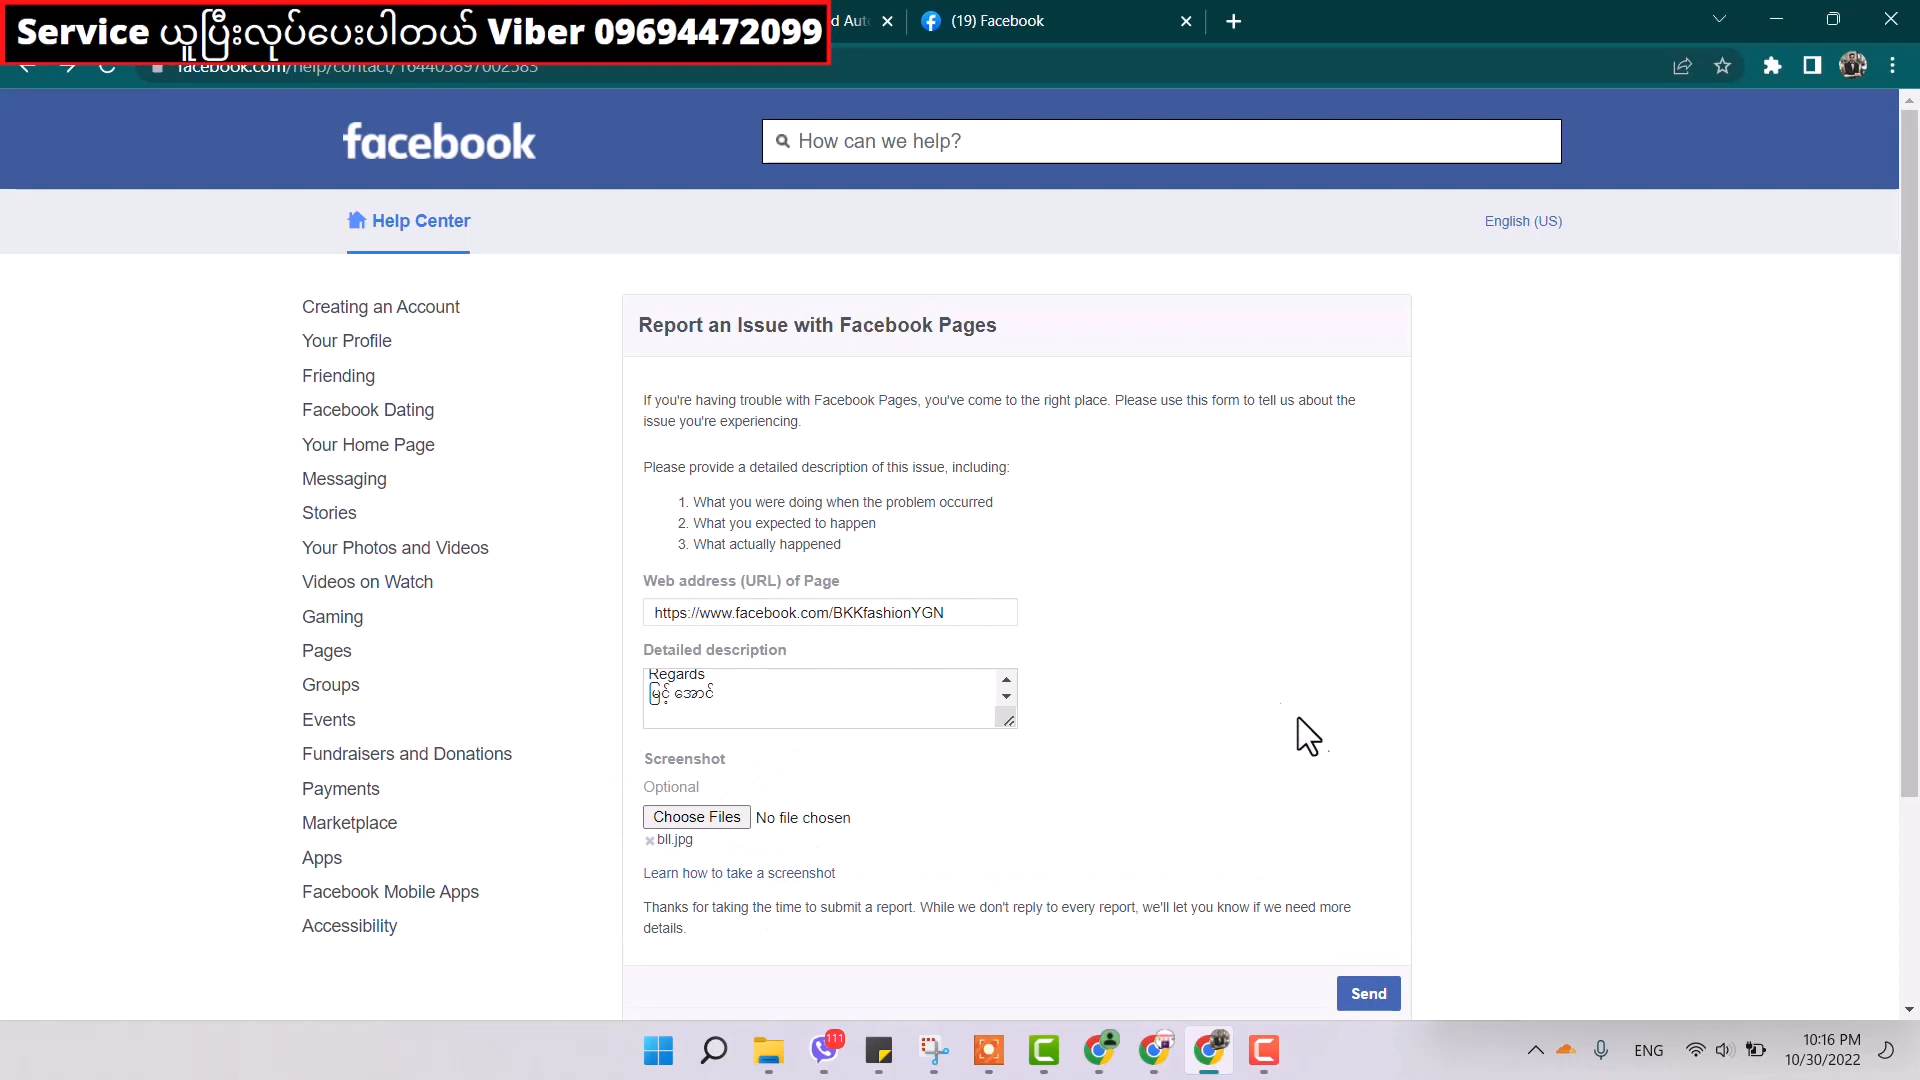 Service ယူပြီးလုပ်ပေးပါတယ် Viber 09694472099
d Aut
(19) Facebook
facebook.com/help/contact/164405897002583
facebook
How can we help?
Help Center
English (US)
Creating an Account
Your Profile
Friending
Facebook Dating
Your Home Page
Messaging
Stories
Your Photos and Videos
Videos on Watch
Gaming
Pages
Groups
Events
Fundraisers and Donations
Payments
Marketplace
Apps
Facebook Mobile Apps
Accessibility
Report an Issue with Facebook Pages
If you're having trouble with Facebook Pages, you've come to the right place. Please use this form to tell us about the
issue you're experiencing.
Please provide a detailed description of this issue, including:
1. What you were doing when the problem occurred
2. What you expected to happen
3. What actually happened
Web address (URL) of Page
https://www.facebook.com/BKKfashionYGN
Detailed description
Regards
မြင့် အောင်
Screenshot
Optional
Choose Files No file chosen
bll.jpg
Learn how to take a screenshot
Thanks for taking the time to submit a report. While we don't reply to every report, we'll let you know if we need more
details.
Send
111
ENG
10:16 PM
10/30/2022